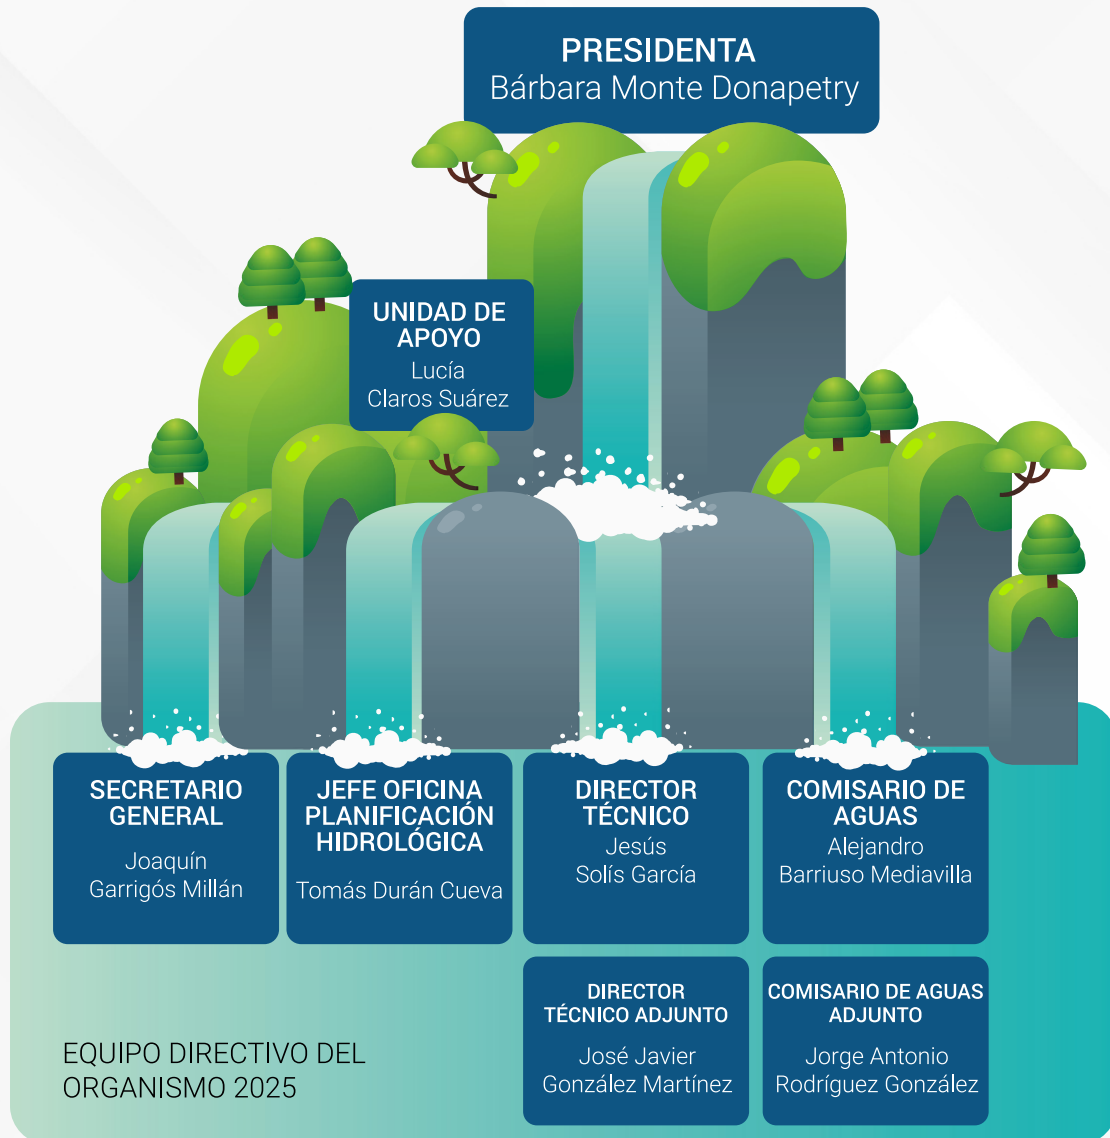 PRESIDENTA
Bárbara Monte Donapetry
UNIDAD DE
APOYO
Lucía
Claros Suárez
SECRETARIO
GENERAL
Joaquín
Garrigós Millán
JEFE OFICINA
PLANIFICACIÓN
HIDROLÓGICA
Tomás Durán Cueva
DIRECTOR
TÉCNICO
Jesús
Solís García
COMISARIO DE
AGUAS
Alejandro
Barriuso Mediavilla
DIRECTOR
TÉCNICO ADJUNTO
José Javier
González Martínez
COMISARIO DE AGUAS
ADJUNTO
Jorge Antonio
Rodríguez González
EQUIPO DIRECTIVO DEL
ORGANISMO 2025